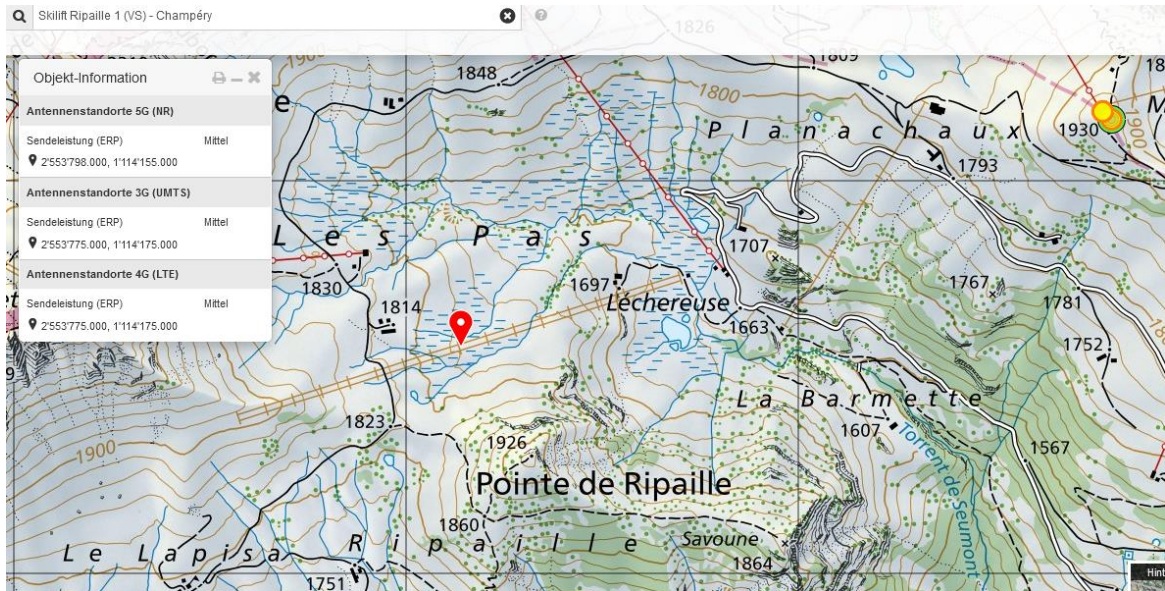 Skilift Ripaille 1 (VS) - Champéry
1826
Objekt-Information
Antennenstandorte 5G (NR)
Sendeleistung (ERP) Mittel
2'553'798.000, 1'114'155.000
Antennenstandorte 3G (UMTS)
Sendeleistung (ERP) Mittel
2'553'775.000, 1'114'175.000
Antennenstandorte 4G (LTE)
Sendeleistung (ERP) Mittel
2'553'775.000, 1'114'175.000
1848
1809
1800
Planachaux
1930
1900
1793
Les Pas
1830
1707
1697
1767
1781
1814
Léchereuse
1663
1752
La Barmette
1823
1607
1567
1926
1900
Torrent de Seumont
Pointe de Ripaille
1860
Ripaille
Savoune
Le Lapisa
1864
1751
Hint